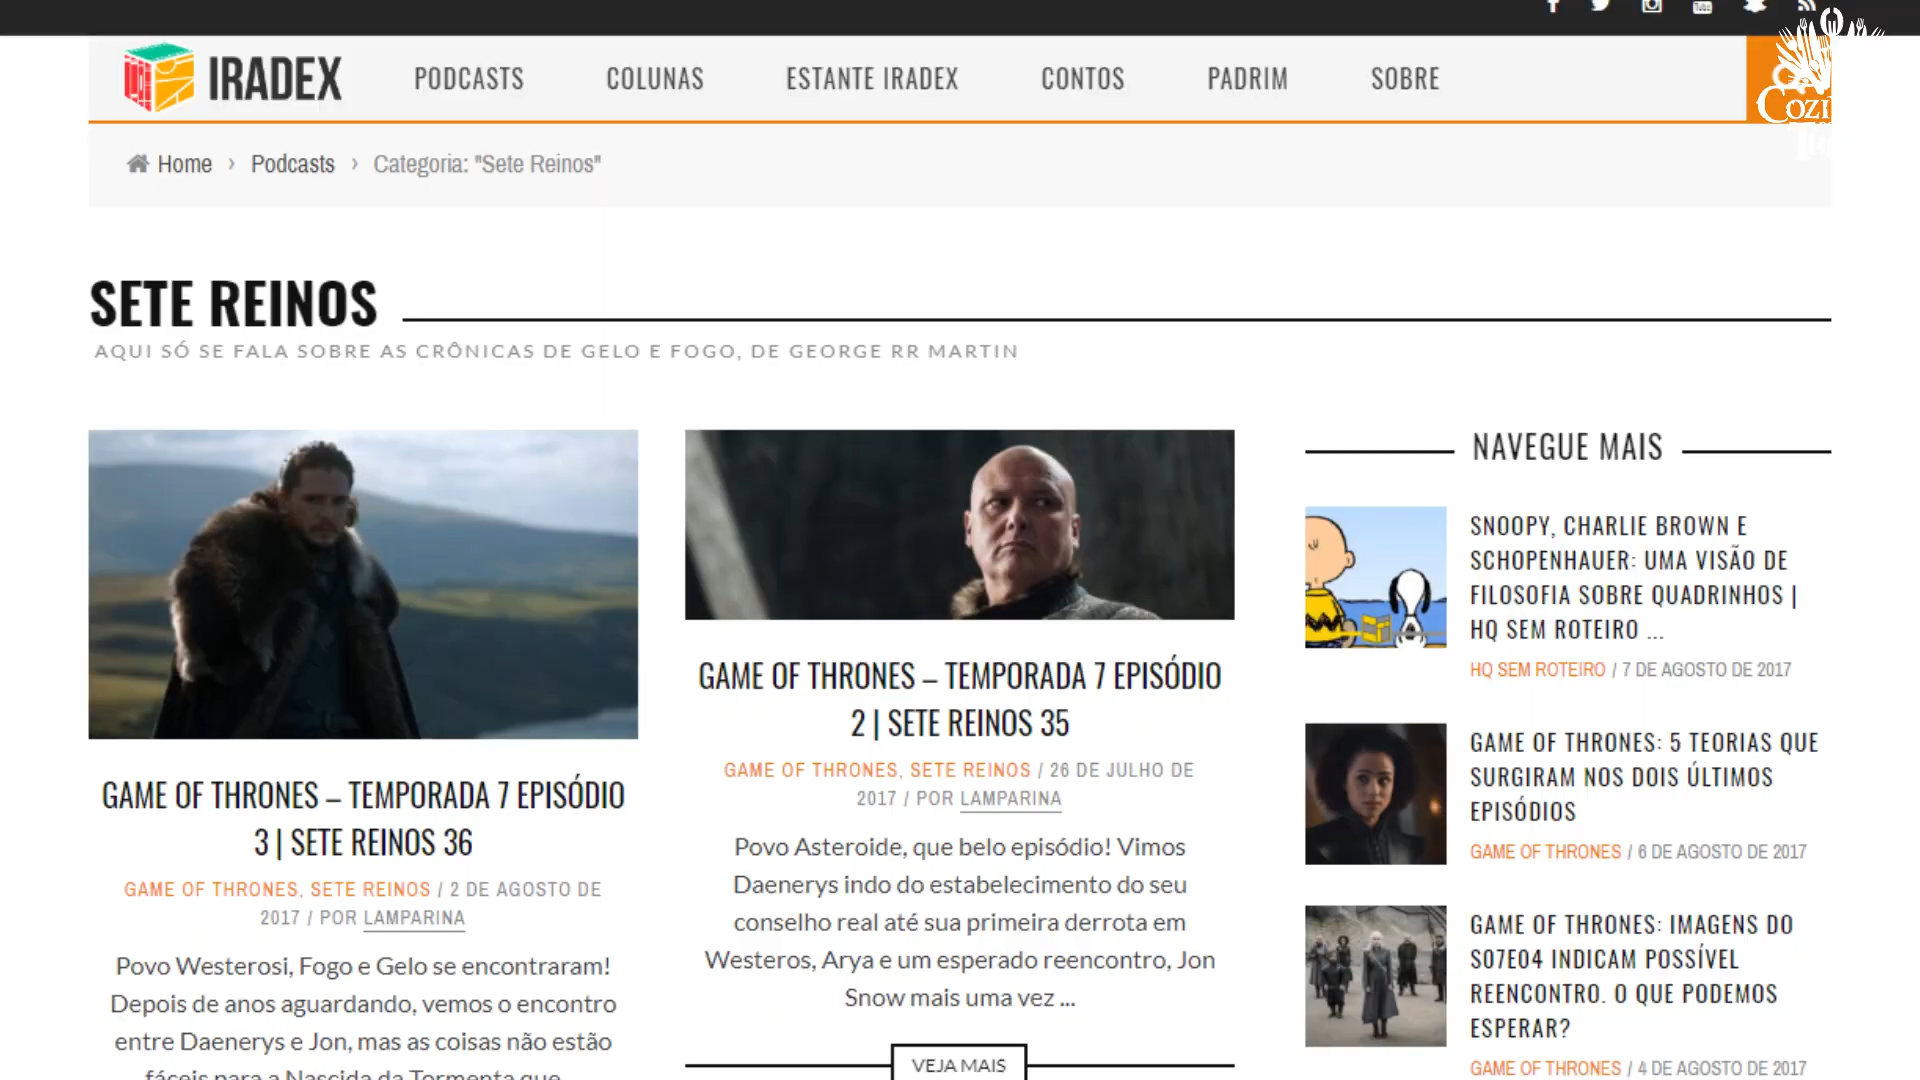 IRADEX
PODCASTS
COLUNAS
ESTANTE IRADEX
CONTOS
PADRIM
SOBRE
Home › Podcasts › Categoria: "Sete Reinos"
SETE REINOS
AQUI SÓ SE FALA SOBRE AS CRÔNICAS DE GELO E FOGO, DE GEORGE RR MARTIN
GAME OF THRONES – TEMPORADA 7 EPISÓDIO
3 | SETE REINOS 36
GAME OF THRONES, SETE REINOS / 2 DE AGOSTO DE
2017 / POR LAMPARINA
Povo Westerosi, Fogo e Gelo se encontraram!
Depois de anos aguardando, vemos o encontro
entre Daenerys e Jon, mas as coisas não estão
fáceis para a Nascida da Tormenta que
GAME OF THRONES – TEMPORADA 7 EPISÓDIO
2 | SETE REINOS 35
GAME OF THRONES, SETE REINOS / 26 DE JULHO DE
2017 / POR LAMPARINA
Povo Asteroide, que belo episódio! Vimos
Daenerys indo do estabelecimento do seu
conselho real até sua primeira derrota em
Westeros, Arya e um esperado reencontro, Jon
Snow mais uma vez ...
VEJA MAIS
NAVEGUE MAIS
SNOOPY, CHARLIE BROWN E
SCHOPENHAUER: UMA VISÃO DE
FILOSOFIA SOBRE QUADRINHOS |
HQ SEM ROTEIRO ...
HQ SEM ROTEIRO / 7 DE AGOSTO DE 2017
GAME OF THRONES: 5 TEORIAS QUE
SURGIRAM NOS DOIS ÚLTIMOS
EPISÓDIOS
GAME OF THRONES / 6 DE AGOSTO DE 2017
GAME OF THRONES: IMAGENS DO
S07E04 INDICAM POSSÍVEL
REENCONTRO. O QUE PODEMOS
ESPERAR?
GAME OF THRONES / 4 DE AGOSTO DE 2017